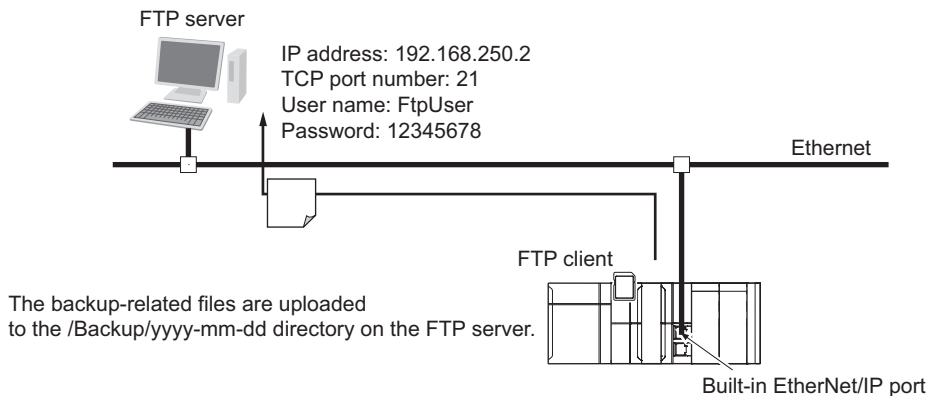 FTP server
IP address: 192.168.250.2
TCP port number: 21
User name: FtpUser
Password: 12345678
Ethernet
FTP client
The backup-related files are uploaded
to the /Backup/yyyy-mm-dd directory on the FTP server.
Built-in EtherNet/IP port